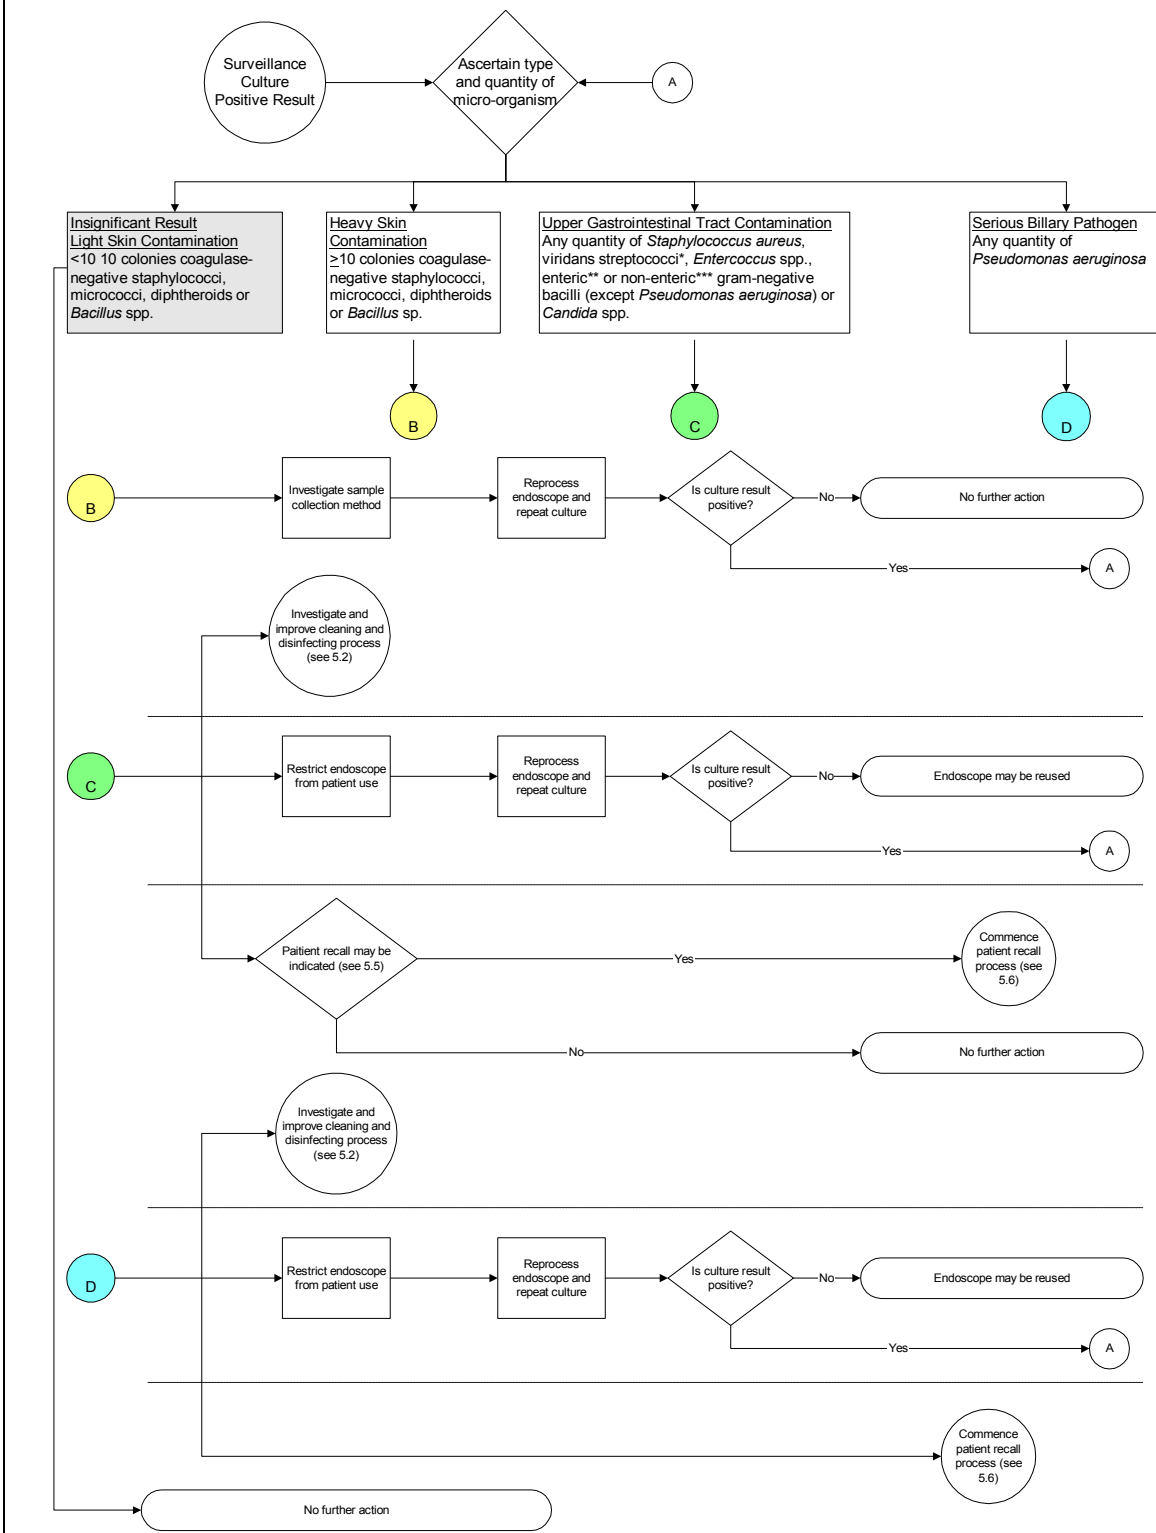 Surveillance
Culture
Positive Result
Ascertain type
and quantity of
micro-organism
A
Insignificant Result
Light Skin Contamination
<10 10 colonies coagulase-
negative staphylococci,
micrococci, diphtheroids or
Bacillus spp.
Heavy Skin
Contamination
>10 colonies coagulase-
negative staphylococci,
micrococci, diphtheroids
or Bacillus sp.
Upper Gastrointestinal Tract Contamination
Any quantity of Staphylococcus aureus,
viridans streptococci*, Entercoccus spp.,
enteric** or non-enteric*** gram-negative
bacilli (except Pseudomonas aeruginosa) or
Candida spp.
Serious Billary Pathogen
Any quantity of
Pseudomonas aeruginosa
B
C
D
B
Investigate sample
collection method
Reprocess
endoscope and
repeat culture
Is culture result
positive?
No
No further action
Yes
A
Investigate and
improve cleaning and
disinfecting process
(see 5.2)
C
Restrict endoscope
from patient use
Reprocess
endoscope and
repeat culture
Is culture result
positive?
No
Endoscope may be reused
Yes
A
Paitient recall may be
indicated (see 5.5)
Yes
Commence
patient recall
process (see
5.6)
No
No further action
Investigate and
improve cleaning and
disinfecting process
(see 5.2)
D
Restrict endoscope
from patient use
Reprocess
endoscope and
repeat culture
Is culture result
positive?
No
Endoscope may be reused
Yes
A
Commence
patient recall
process (see
5.6)
No further action